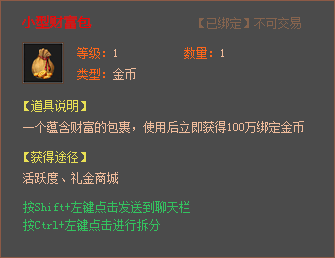 小型财富包 【已绑定】不可交易
等级：1 数量：1
类型：金币
【道具说明】
一个蕴含财富的包裹，使用后立即获得100万绑定金币
【获得途径】
活跃度、礼金商城
按Shift+左键点击发送到聊天栏
按Ctrl+左键点击进行拆分